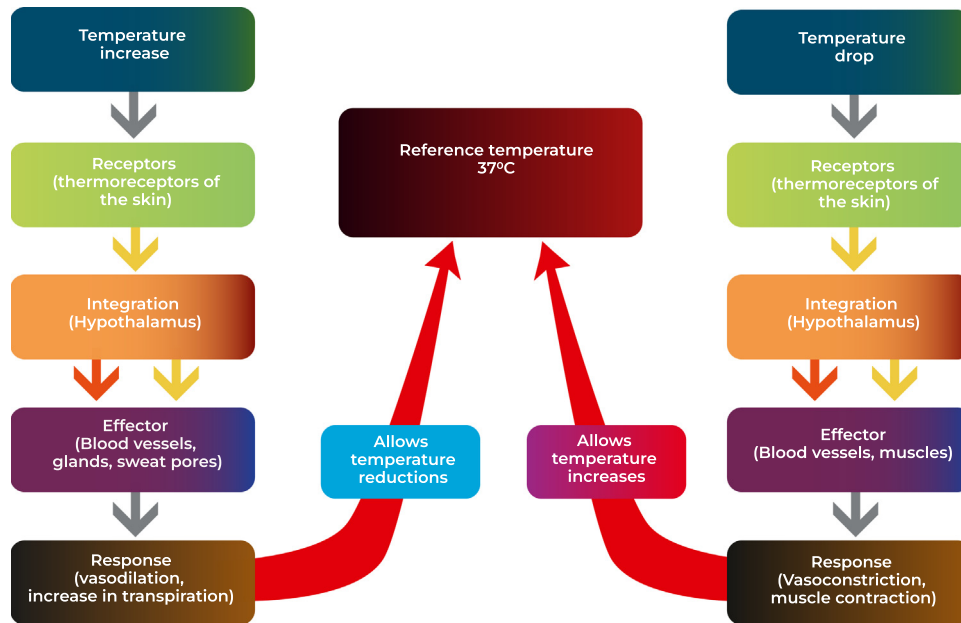 Temperature
increase
Receptors
(thermoreceptors of
the skin)
Integration
(Hypothalamus)
Effector
(Blood vessels,
glands, sweat pores)
Response
(vasodilation,
increase in transpiration)
Reference temperature
37ºC
Allows
temperature
reductions
Allows
temperature
increases
Temperature
drop
Receptors
(thermoreceptors of
the skin)
Integration
(Hypothalamus)
Effector
(Blood vessels, muscles)
Response
(Vasoconstriction,
muscle contraction)